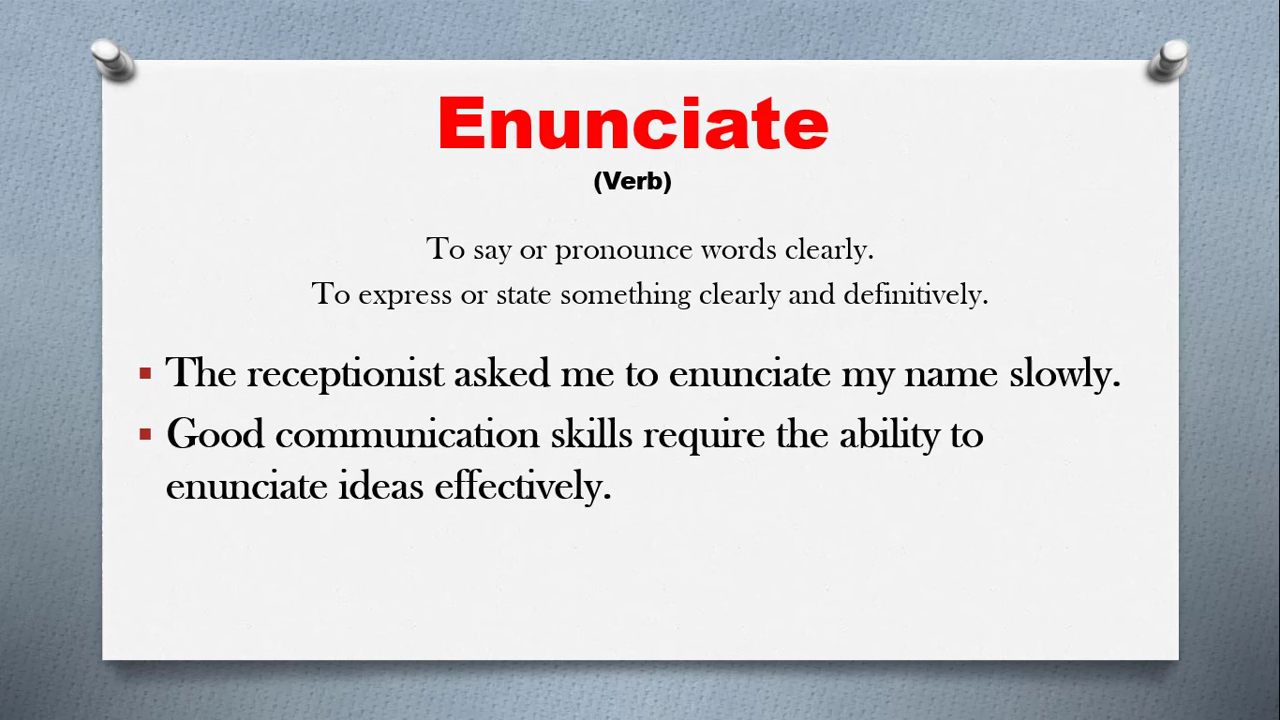 Enunciate
(Verb)
To say or pronounce words clearly.
To express or state something clearly and definitively.
▪ The receptionist asked me to enunciate my name slowly.
▪ Good communication skills require the ability to
enunciate ideas effectively.